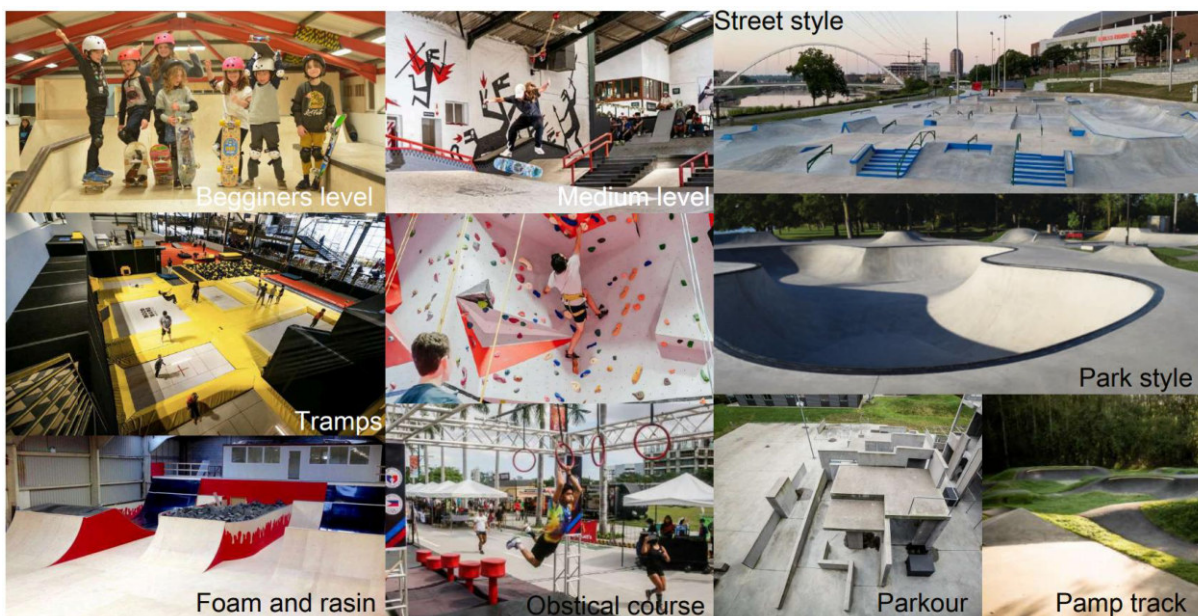 Street style
Begginers level
Medium level
Park style
Tramps
Foam and rasin
Obstical course
Parkour
Pamp track